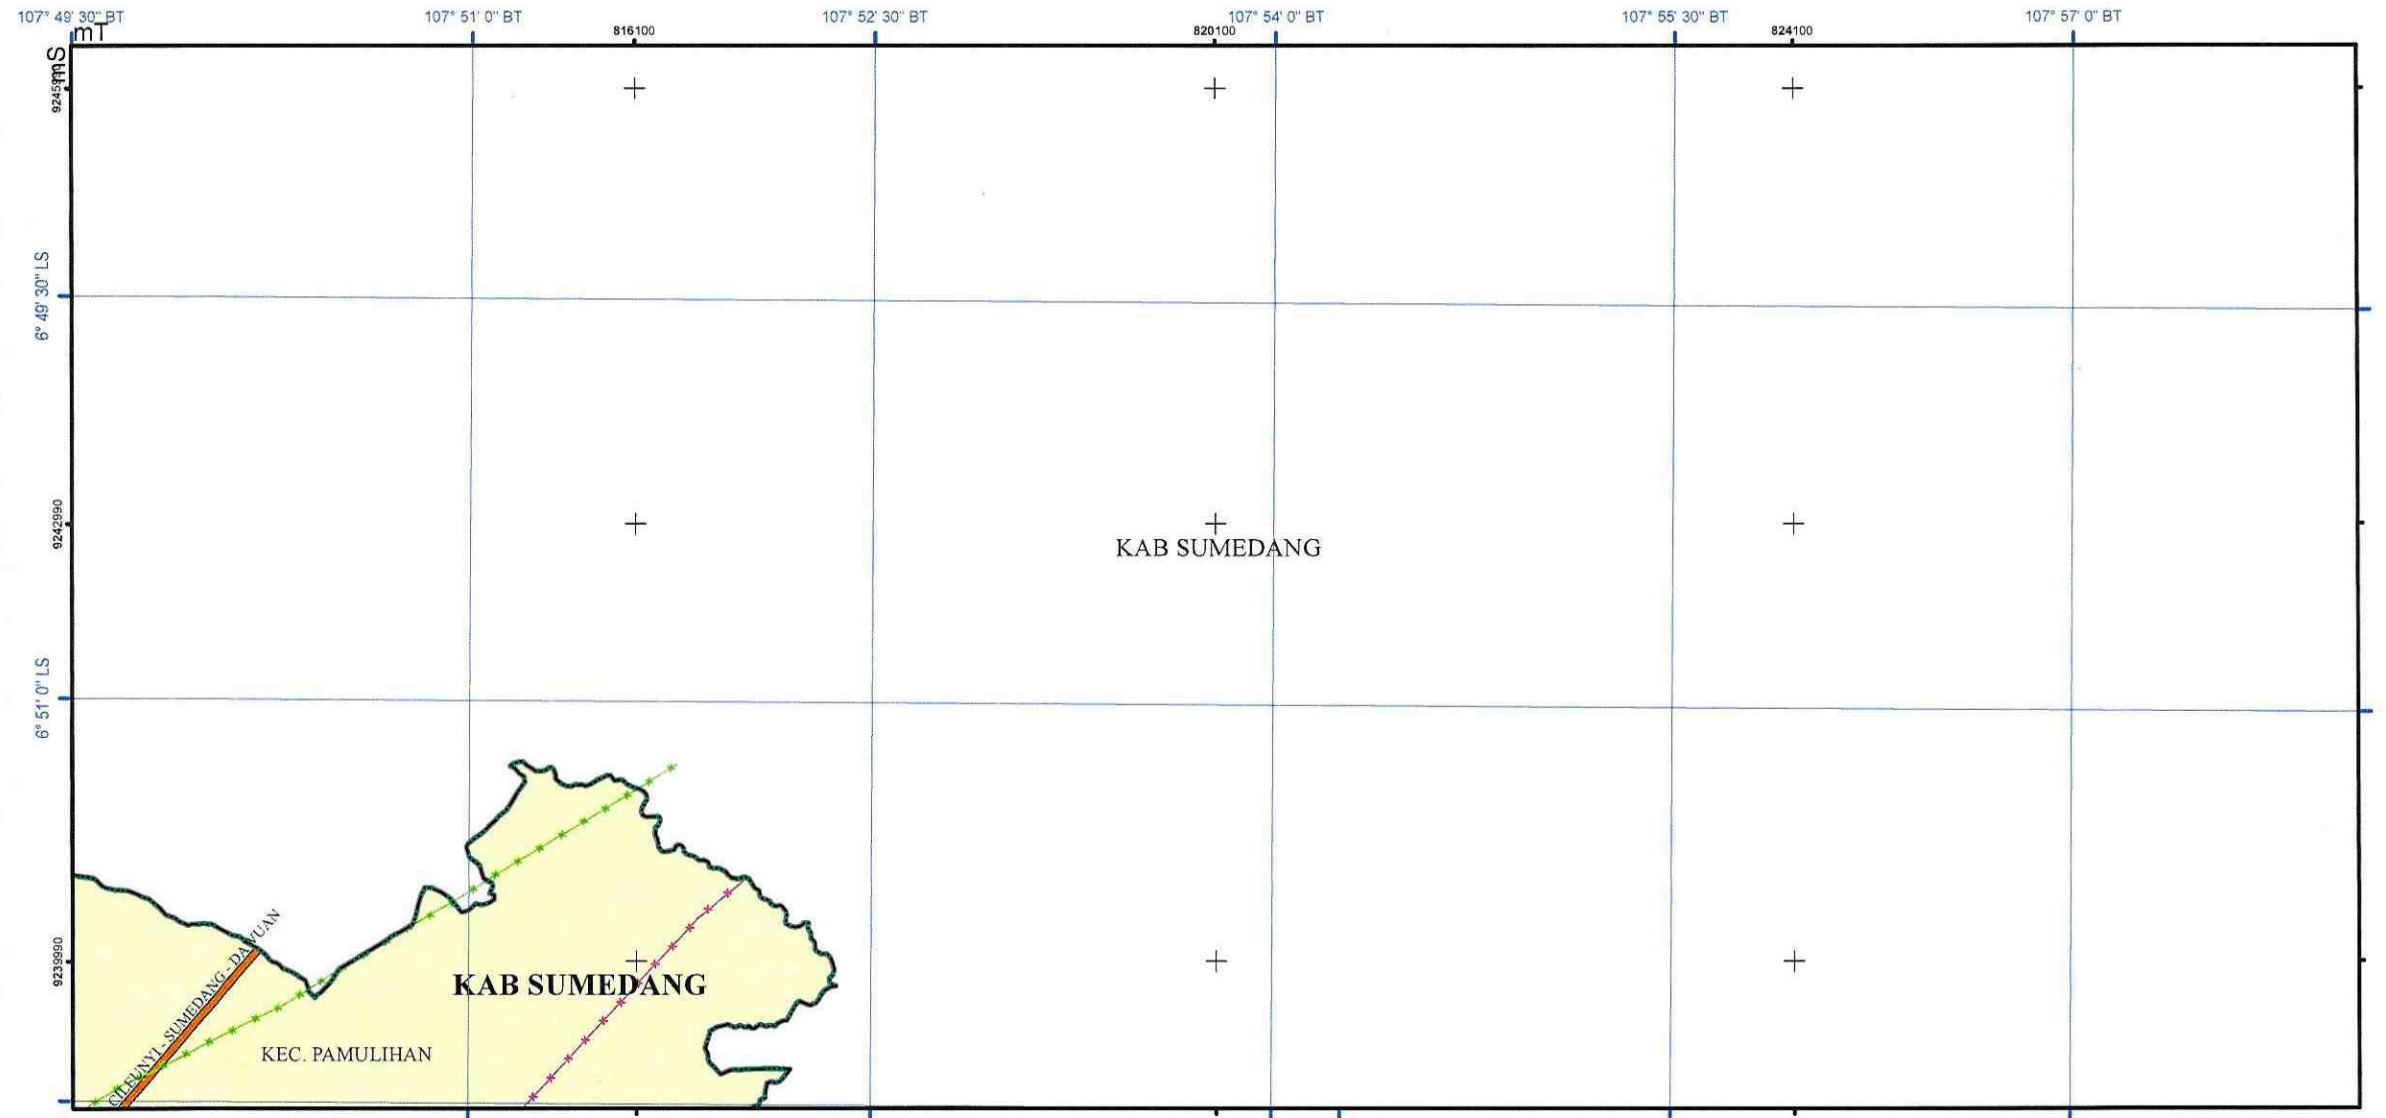 107° 49' 30" BT
107° 51' 0" BT
107° 52' 30" BT
107° 54' 0" BT
107° 55' 30" BT
107° 57' 0" BT
mT
816100
820100
824100
mS
6° 49' 30" LS
9242990
KAB SUMEDANG
6° 51' 0" LS
9239990
CILEUNYI - SUMEDANG - DAWUAN
KAB SUMEDANG
KEC. PAMULIHAN